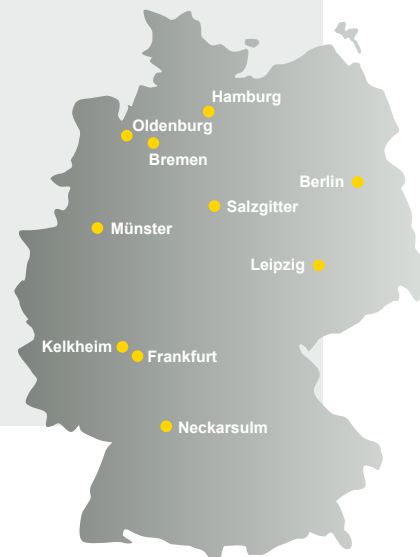 Hamburg
Oldenburg
Bremen
Berlin
Salzgitter
Münster
Leipzig
Kelkheim
Frankfurt
Neckarsulm